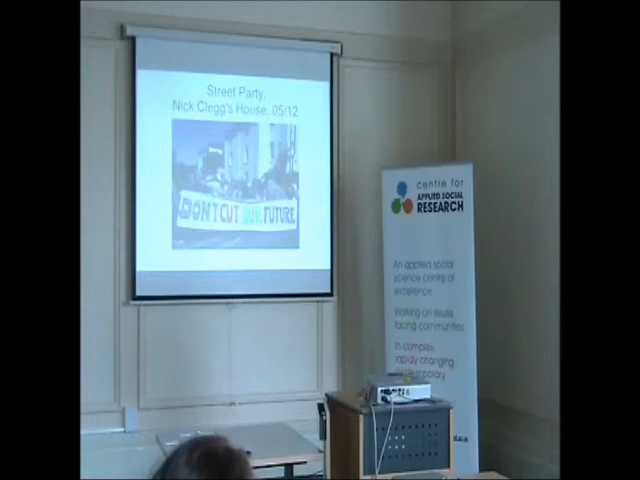 Street Party,
Nick Clegg's House, 05/12
DON'T CUT OUR FUTURE
centre for
APPLIED SOCIAL
RESEARCH
An applied social
science centre of
excellence
Working on issues
facing communities
In complex,
rapidly changing